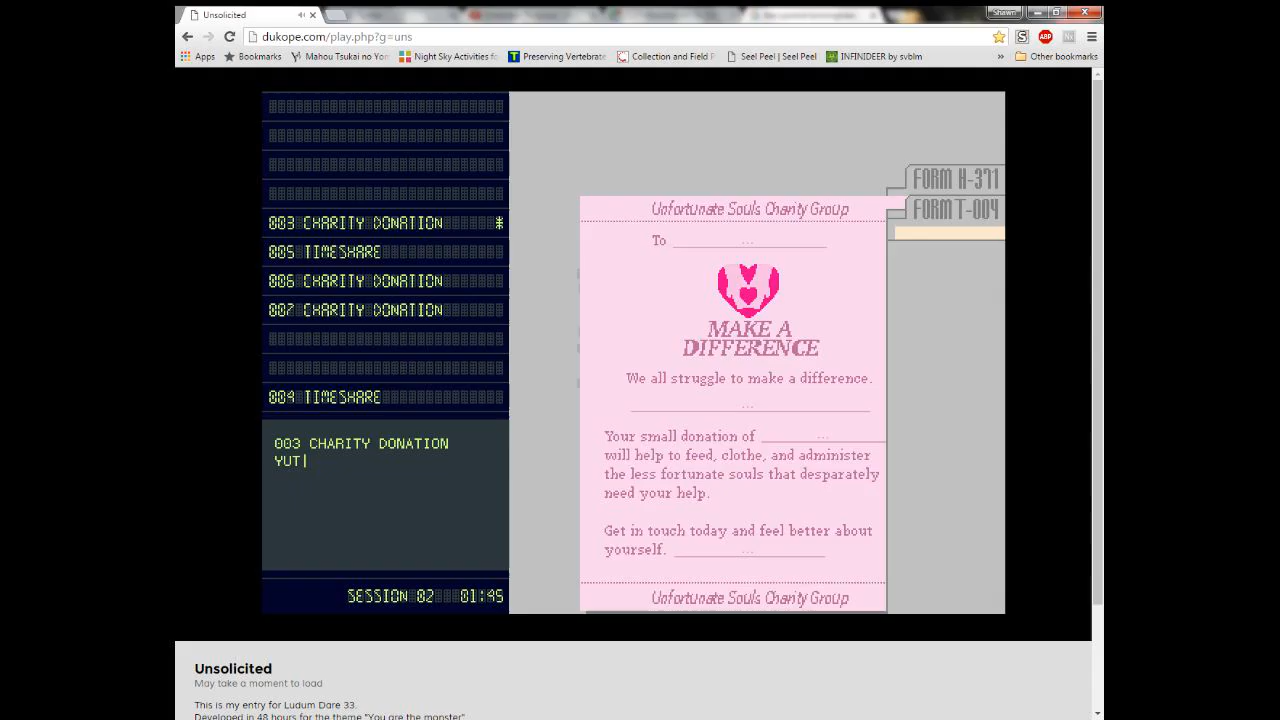 Unsolicited
Shawn
dukope.com/play.php?g=uns
Apps Bookmarks Mahou Tsukai no Yor Night Sky Activities fo Preserving Vertebrate Collection and Field P Seel Peel | Seel Peel INFINIDEER by svblm » Other bookmarks
003 CHARITY DONATION *
005 TIMESHARE
006 CHARITY DONATION
007 CHARITY DONATION
004 TIMESHARE
003 CHARITY DONATION
YUT
SESSION 02 01:45
FORM H-371
FORM T-004
Unfortunate Souls Charity Group
To ...
MAKE A
DIFFERENCE
We all struggle to make a difference.
...
Your small donation of ...
will help to feed, clothe, and administer
the less fortunate souls that desparately
need your help.
Get in touch today and feel better about
yourself. ...
Unfortunate Souls Charity Group
Unsolicited
May take a moment to load
This is my entry for Ludum Dare 33.
Developed in 48 hours for the theme "You are the monster"